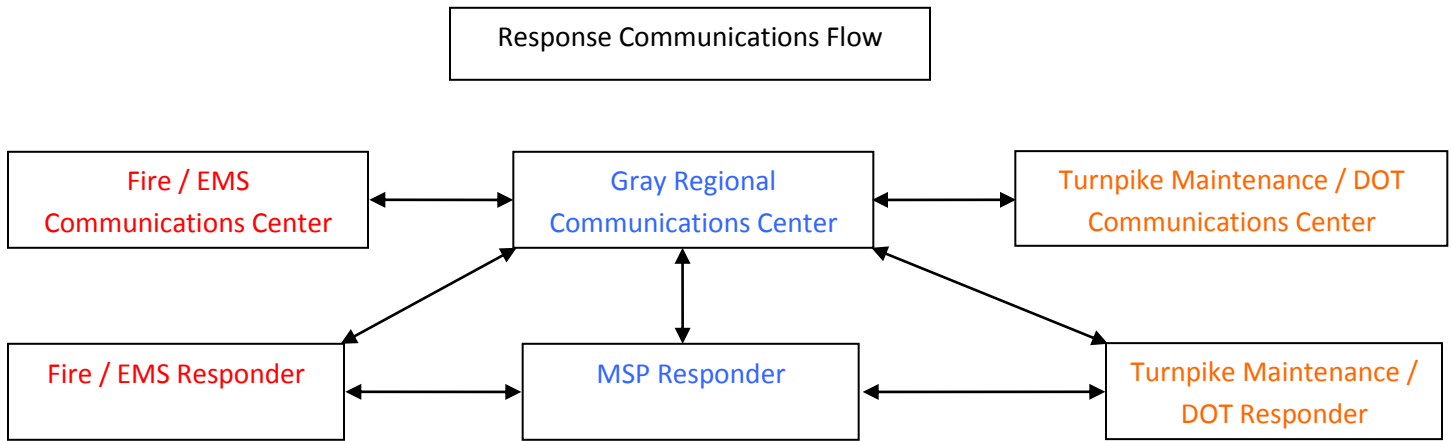 Response Communications Flow
Fire / EMS
Communications Center
Gray Regional
Communications Center
Turnpike Maintenance / DOT
Communications Center
Fire / EMS Responder
MSP Responder
Turnpike Maintenance /
DOT Responder